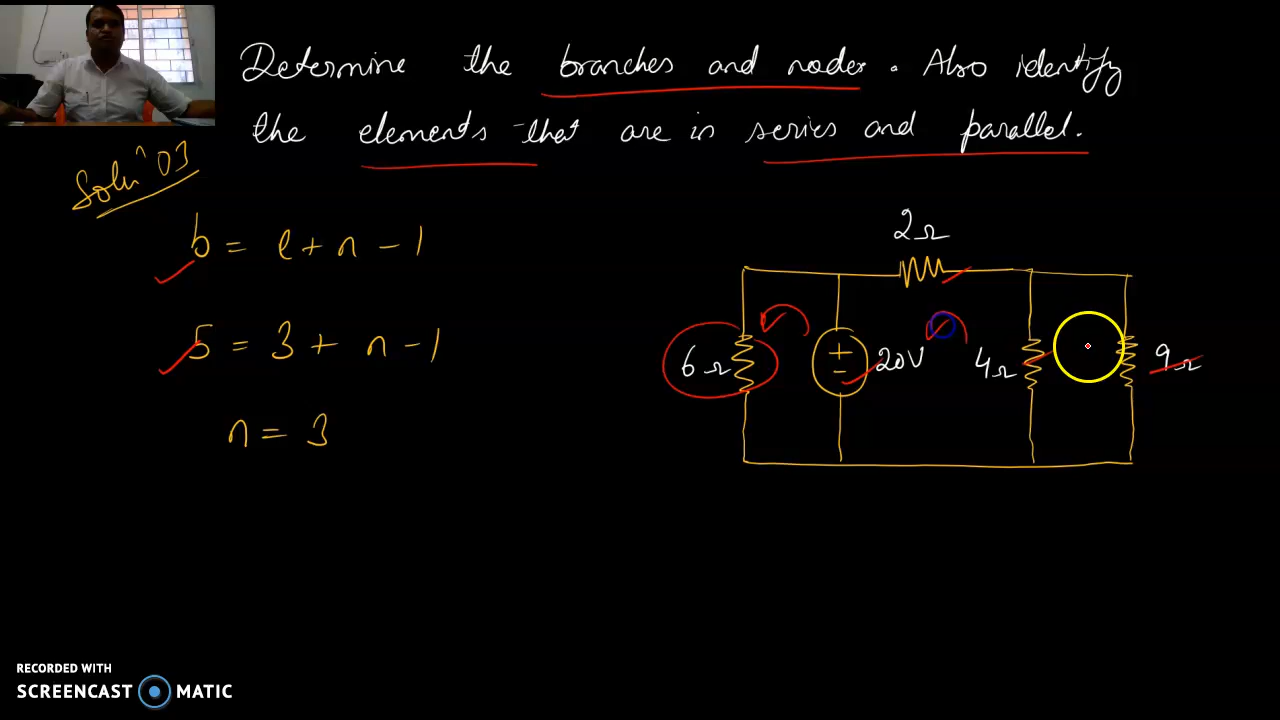 Determine the branches and nodes. Also identify
the elements that are in series and parallel.
Soluⁿ 03
b = l + n - 1
5 = 3 + n - 1
n = 3
2Ω
6Ω
+
-
20V
4Ω
9Ω
RECORDED WITH
SCREENCAST MATIC